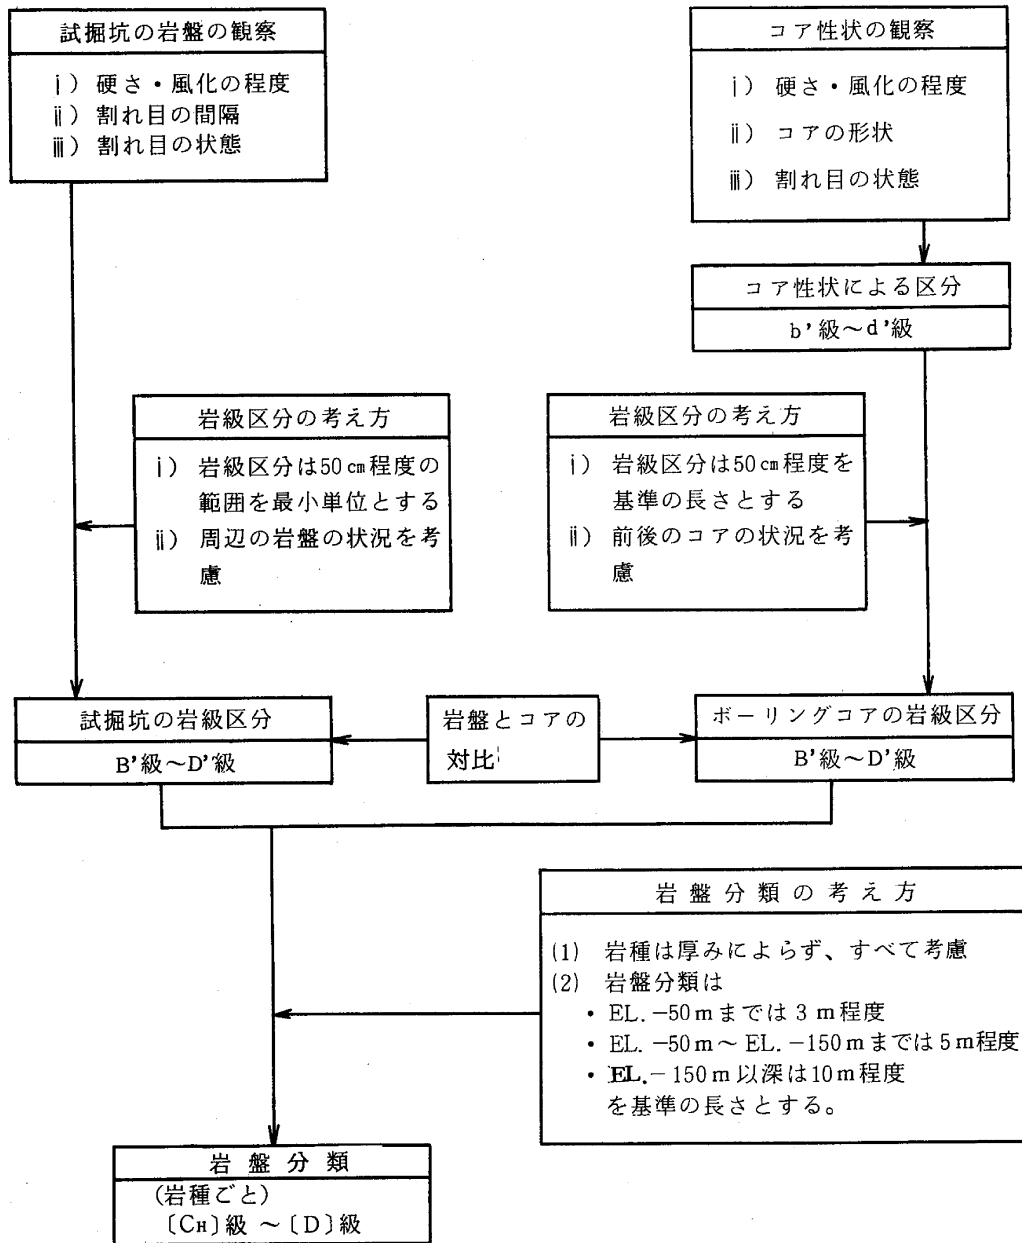 試掘坑の岩盤の観察
ⅰ) 硬さ・風化の程度
ⅱ) 割れ目の間隔
ⅲ) 割れ目の状態
コア性状の観察
ⅰ) 硬さ・風化の程度
ⅱ) コアの形状
ⅲ) 割れ目の状態
コア性状による区分
b'級～d'級
岩級区分の考え方
ⅰ) 岩級区分は50㎝程度の
範囲を最小単位とする
ⅱ) 周辺の岩盤の状況を考
慮
岩級区分の考え方
ⅰ) 岩級区分は50㎝程度を
基準の長さとする
ⅱ) 前後のコアの状況を考
慮
試掘坑の岩級区分
B'級～D'級
岩盤とコアの
対比
ボーリングコアの岩級区分
B'級～D'級
岩盤分類の考え方
(1) 岩種は厚みによらず、すべて考慮
(2) 岩盤分類は
・EL.－50mまでは3m程度
・EL.－50m～EL.－150mまでは5m程度
・EL.－150m以深は10m程度
を基準の長さとする。
岩盤分類
(岩種ごと)
〔CH〕級～〔D〕級